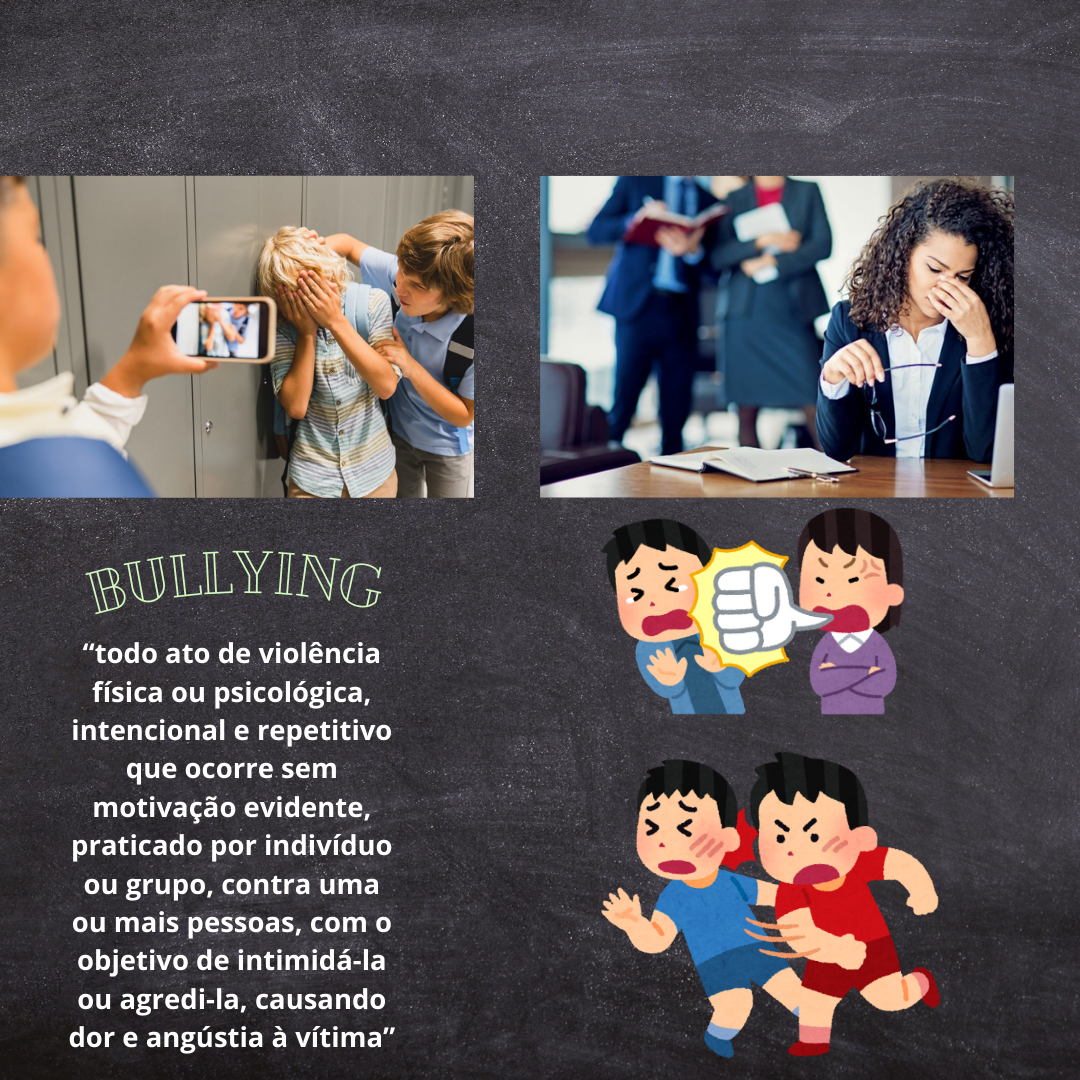 BULLYING
“todo ato de violência
física ou psicológica,
intencional e repetitivo
que ocorre sem
motivação evidente,
praticado por indivíduo
ou grupo, contra uma
ou mais pessoas, com o
objetivo de intimidá-la
ou agredi-la, causando
dor e angústia à vítima”